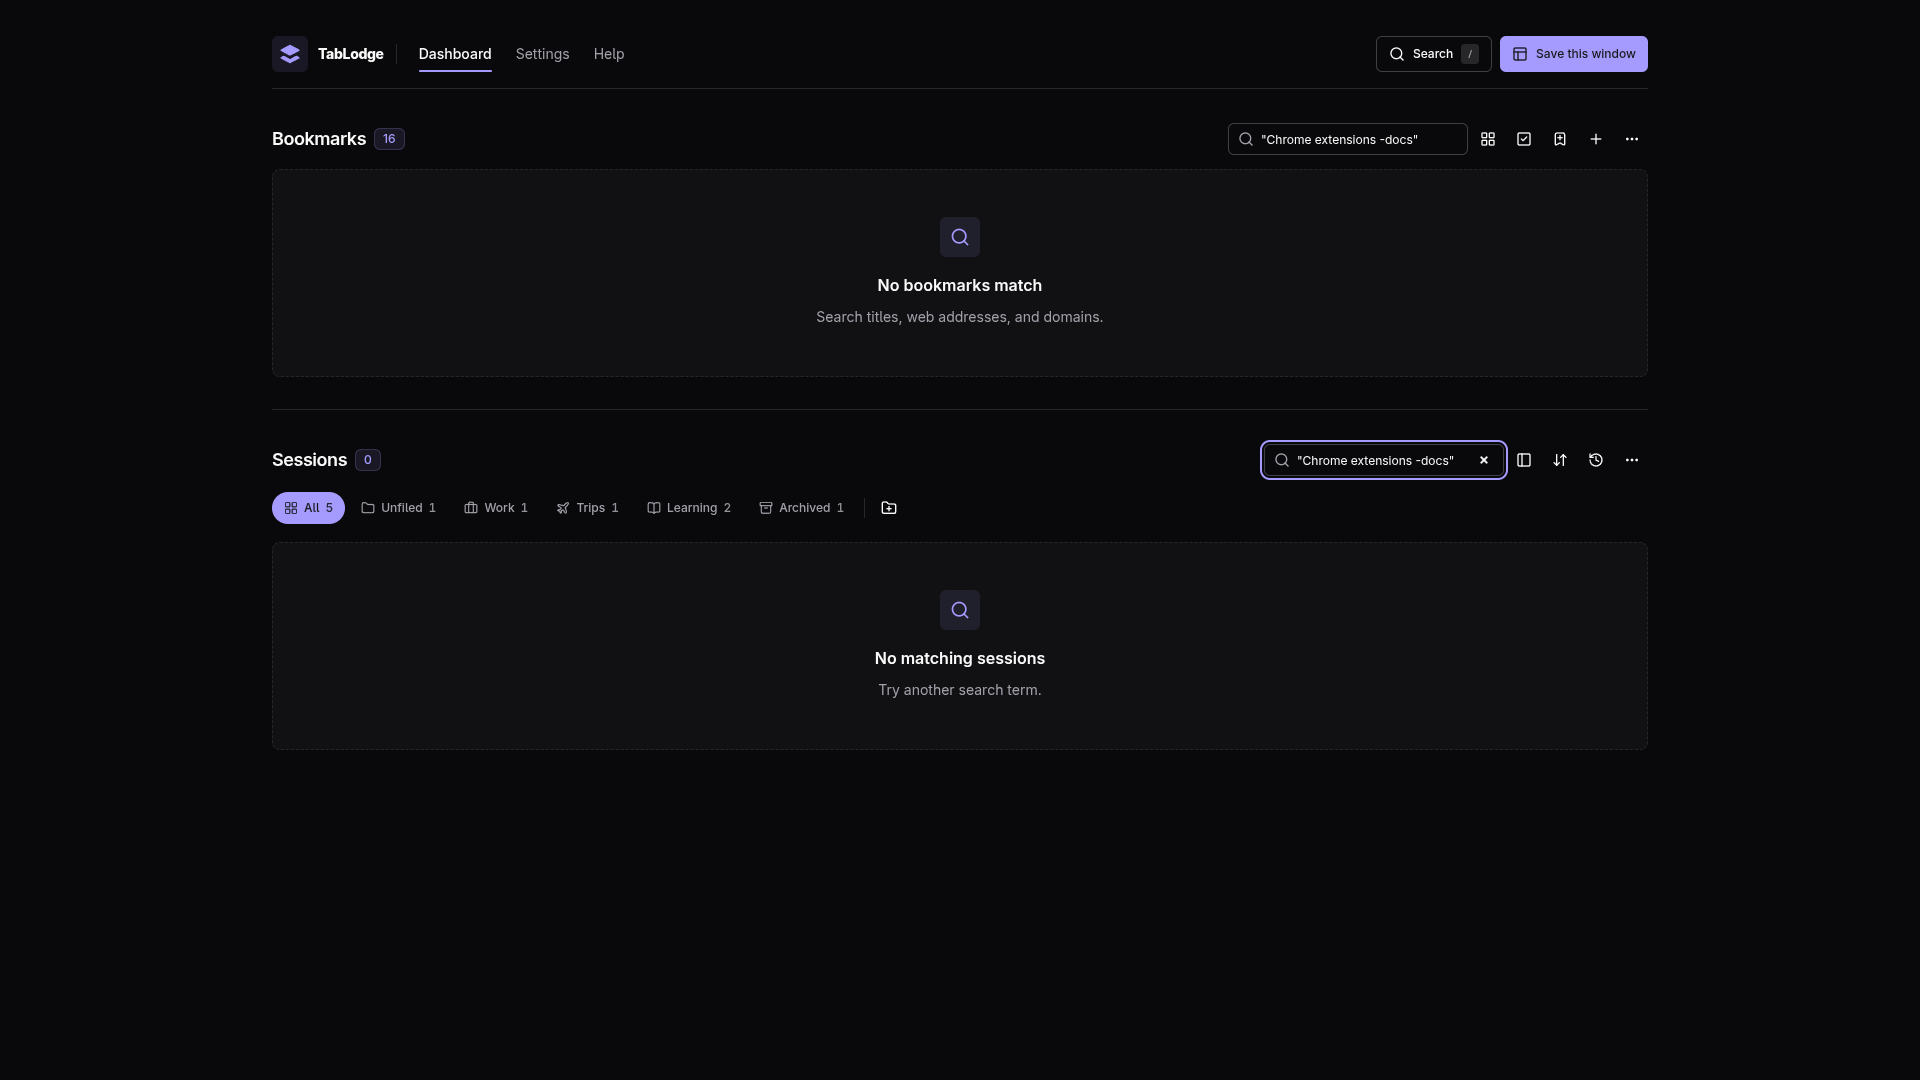 TabLodge
Dashboard
Settings
Help
Search /
Save this window
Bookmarks 16
"Chrome extensions -docs"
No bookmarks match
Search titles, web addresses, and domains.
Sessions 0
"Chrome extensions -docs"
All 5
Unfiled 1
Work 1
Trips 1
Learning 2
Archived 1
No matching sessions
Try another search term.